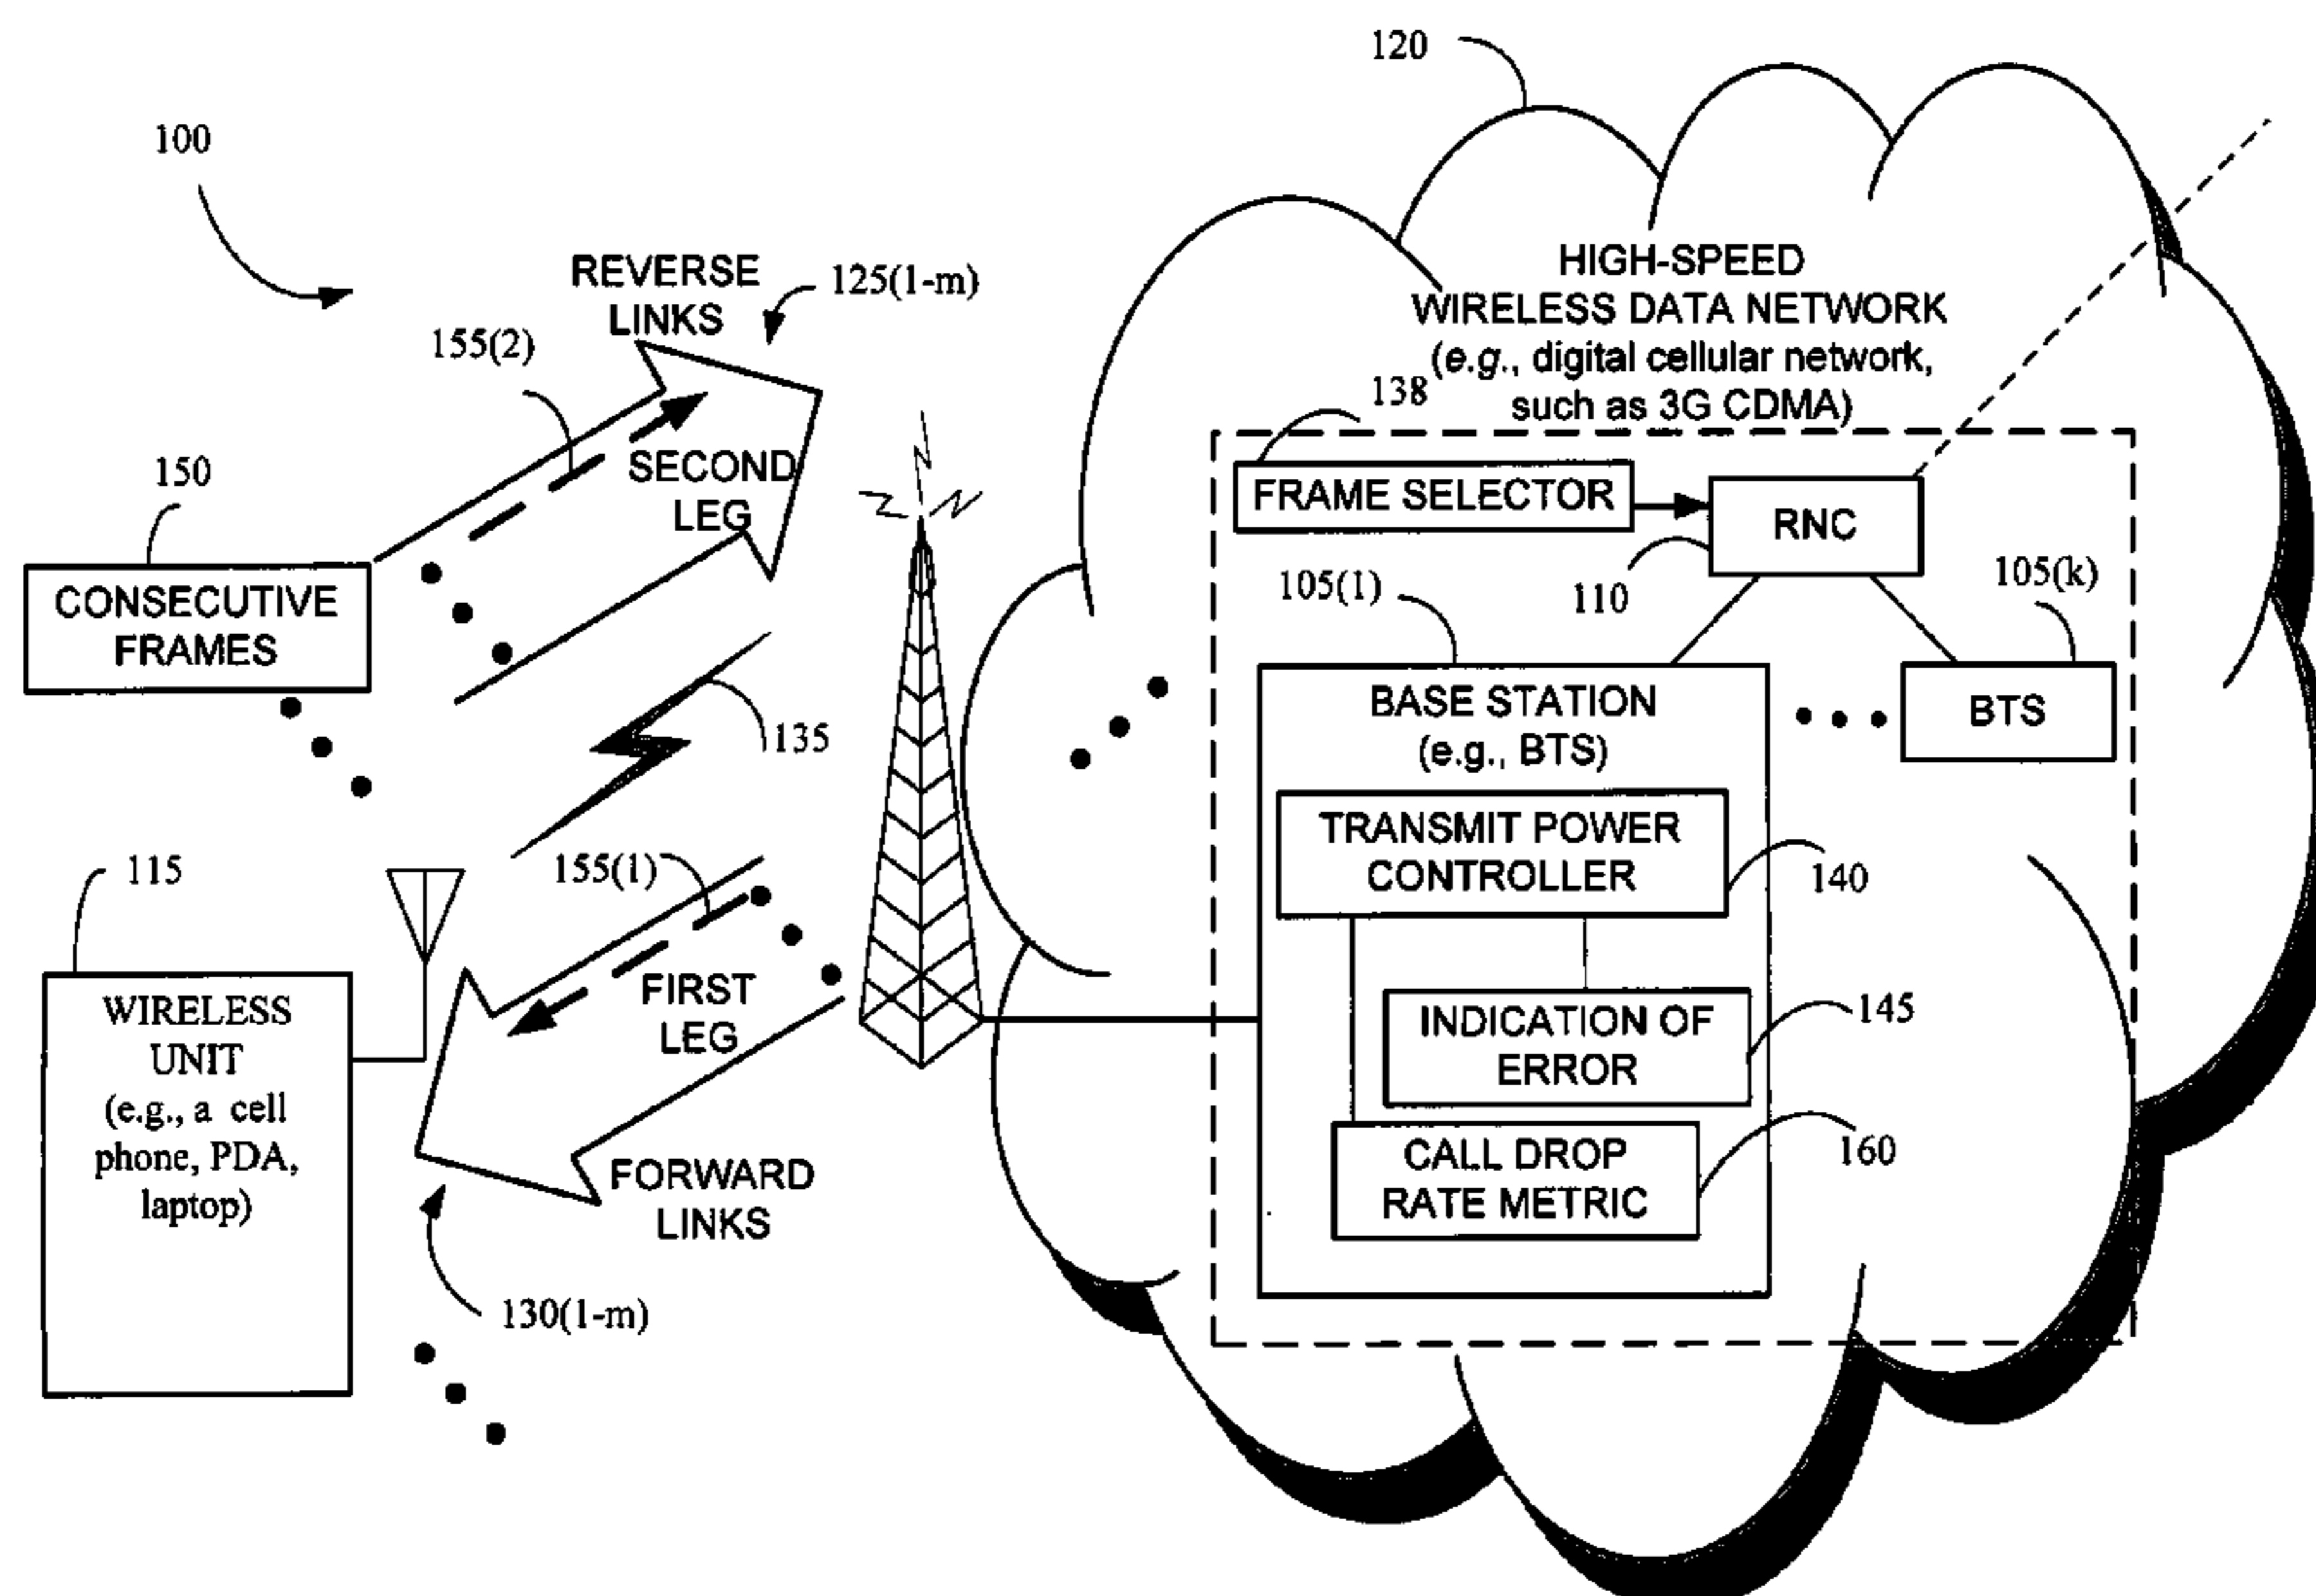 120
100
REVERSE
LINKS
125(1-m)
155(2)
HIGH-SPEED
WIRELESS DATA NETWORK
(e.g., digital cellular network,
such as 3G CDMA)
138
150
SECOND
LEG
FRAME SELECTOR
RNC
CONSECUTIVE
FRAMES
105(1)
110
105(k)
135
BASE STATION
(e.g., BTS)
BTS
TRANSMIT POWER
CONTROLLER
140
115
155(1)
WIRELESS
UNIT
(e.g., a cell
phone, PDA,
laptop)
FIRST
LEG
INDICATION OF
ERROR
145
CALL DROP
RATE METRIC
160
FORWARD
LINKS
130(1-m)